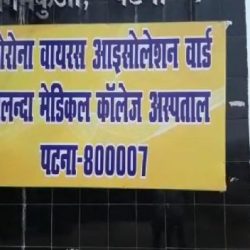 कोरोना वायरस आइसोलेशन वार्ड
नालन्दा मेडिकल कॉलेज अस्पताल
पटना-800007